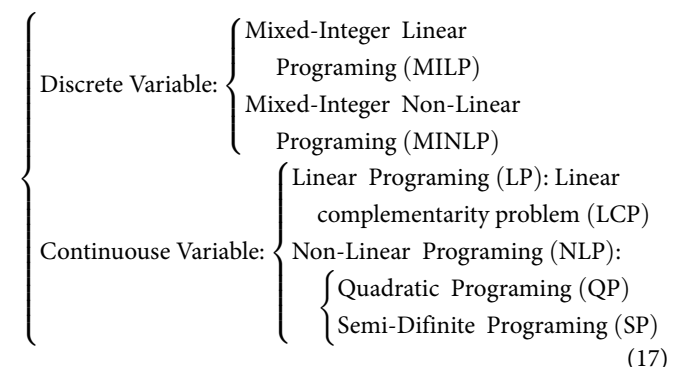 Mixed-Integer Linear
Programing (MILP)
Discrete Variable:
Mixed-Integer Non-Linear
Programing (MINLP)
Linear Programing (LP): Linear
complementarity problem (LCP)
Continuouse Variable:
Non-Linear Programing (NLP):
Quadratic Programing (QP)
Semi-Difinite Programing (SP)
(17)